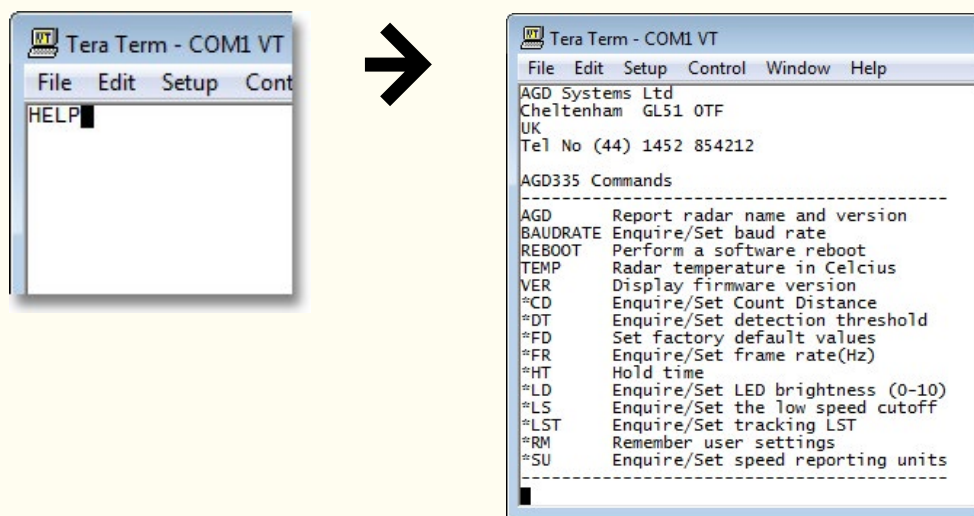 VT Tera Term - COM1 VT
File Edit Setup Cont
HELP
VT Tera Term - COM1 VT
File Edit Setup Control Window Help
AGD Systems Ltd
Cheltenham GL51 0TF
UK
Tel No (44) 1452 854212
AGD335 Commands
------------------------------------------
AGD Report radar name and version
BAUDRATE Enquire/Set baud rate
REBOOT Perform a software reboot
TEMP Radar temperature in Celcius
VER Display firmware version
*CD Enquire/Set Count Distance
*DT Enquire/Set detection threshold
*FD Set factory default values
*FR Enquire/Set frame rate(Hz)
*HT Hold time
*LD Enquire/Set LED brightness (0-10)
*LS Enquire/Set the low speed cutoff
*LST Enquire/Set tracking LST
*RM Remember user settings
*SU Enquire/Set speed reporting units
------------------------------------------